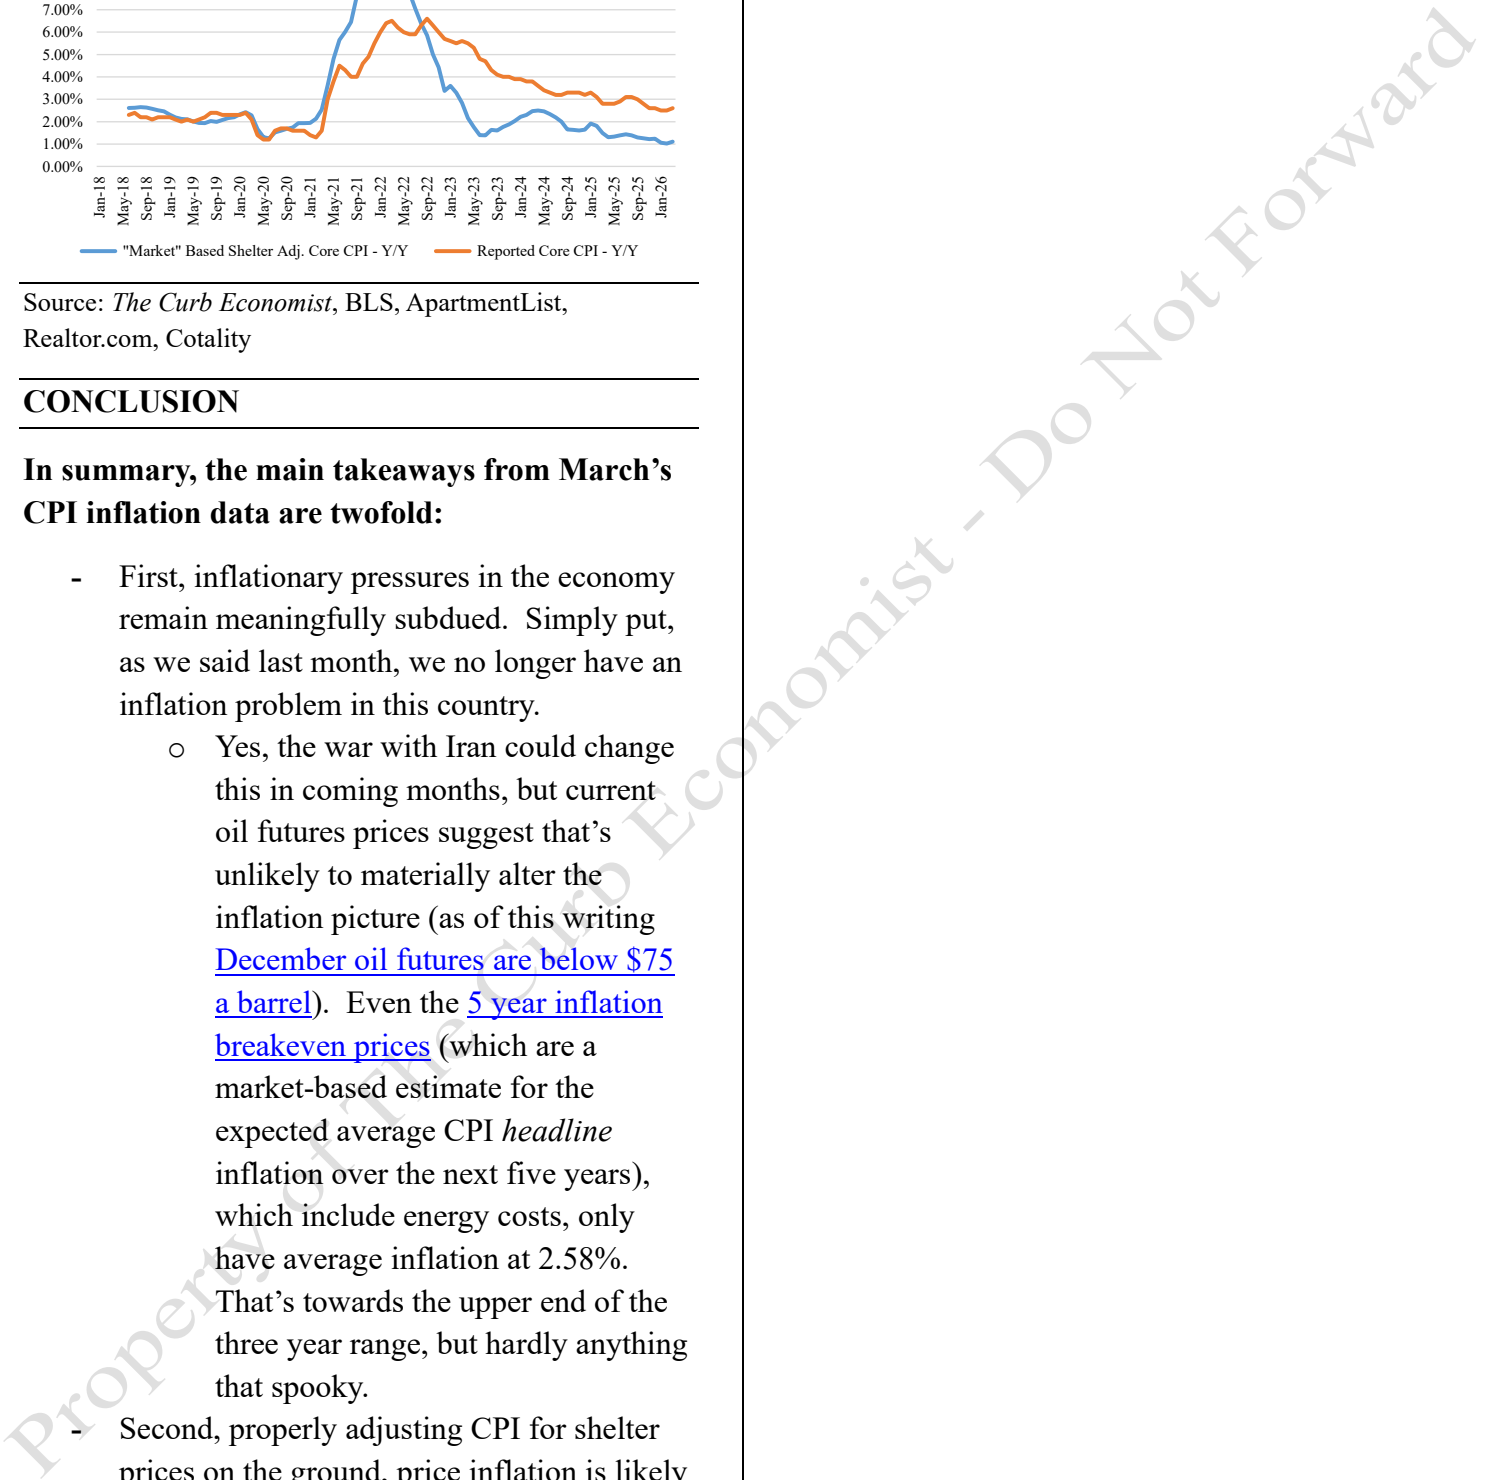 7.00%
6.00%
5.00%
4.00%
3.00%
2.00%
1.00%
0.00%
Jan-18
May-18
Sep-18
Jan-19
May-19
Sep-19
Jan-20
May-20
Sep-20
Jan-21
May-21
Sep-21
Jan-22
May-22
Sep-22
Jan-23
May-23
Sep-23
Jan-24
May-24
Sep-24
Jan-25
May-25
Sep-25
Jan-26
"Market" Based Shelter Adj. Core CPI - Y/Y
Reported Core CPI - Y/Y
Source: The Curb Economist, BLS, ApartmentList,
Realtor.com, Cotality
CONCLUSION
In summary, the main takeaways from March’s
CPI inflation data are twofold:
- First, inflationary pressures in the economy
remain meaningfully subdued.  Simply put,
as we said last month, we no longer have an
inflation problem in this country.
o Yes, the war with Iran could change
this in coming months, but current
oil futures prices suggest that’s
unlikely to materially alter the
inflation picture (as of this writing
December oil futures are below $75
a barrel).  Even the 5 year inflation
breakeven prices (which are a
market-based estimate for the
expected average CPI headline
inflation over the next five years),
which include energy costs, only
have average inflation at 2.58%.
That’s towards the upper end of the
three year range, but hardly anything
that spooky.
- Second, properly adjusting CPI for shelter
prices on the ground, price inflation is likely
Property of The Curb Economist - Do Not Forward